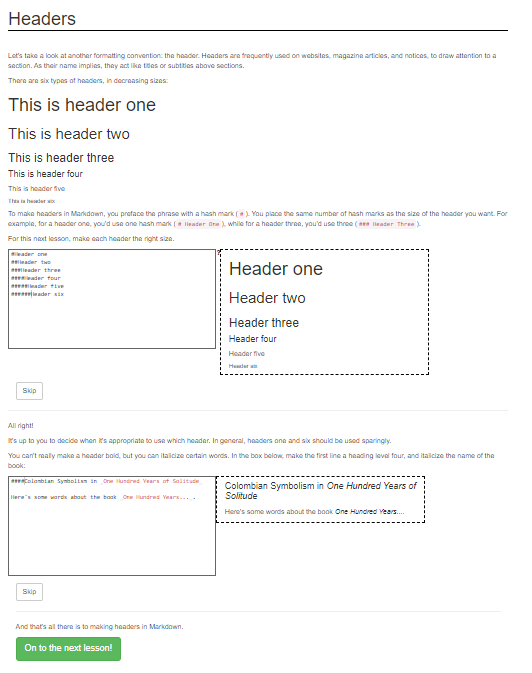 Headers
Let's take a look at another formatting convention: the header. Headers are frequently used on websites, magazine articles, and notices, to draw attention to a
section. As their name implies, they act like titles or subtitles above sections.
There are six types of headers, in decreasing sizes:
This is header one
This is header two
This is header three
This is header four
This is header five
This is header six
To make headers in Markdown, you preface the phrase with a hash mark ( # ). You place the same number of hash marks as the size of the header you want. For
example, for a header one, you'd use one hash mark ( # Header One ), while for a header three, you'd use three ( ### Header Three ).
For this next lesson, make each header the right size.
#Header one
##Header two
###Header three
####Header four
#####Header five
######Header six
Header one
Header two
Header three
Header four
Header five
Header six
Skip
All right!
It's up to you to decide when it's appropriate to use which header. In general, headers one and six should be used sparingly.
You can't really make a header bold, but you can italicize certain words. In the box below, make the first line a heading level four, and italicize the name of the
book:
####Colombian Symbolism in _One Hundred Years of Solitude_
Here's some words about the book _One Hundred Years..._.
Colombian Symbolism in One Hundred Years of
Solitude
Here's some words about the book One Hundred Years....
Skip
And that's all there is to making headers in Markdown.
On to the next lesson!